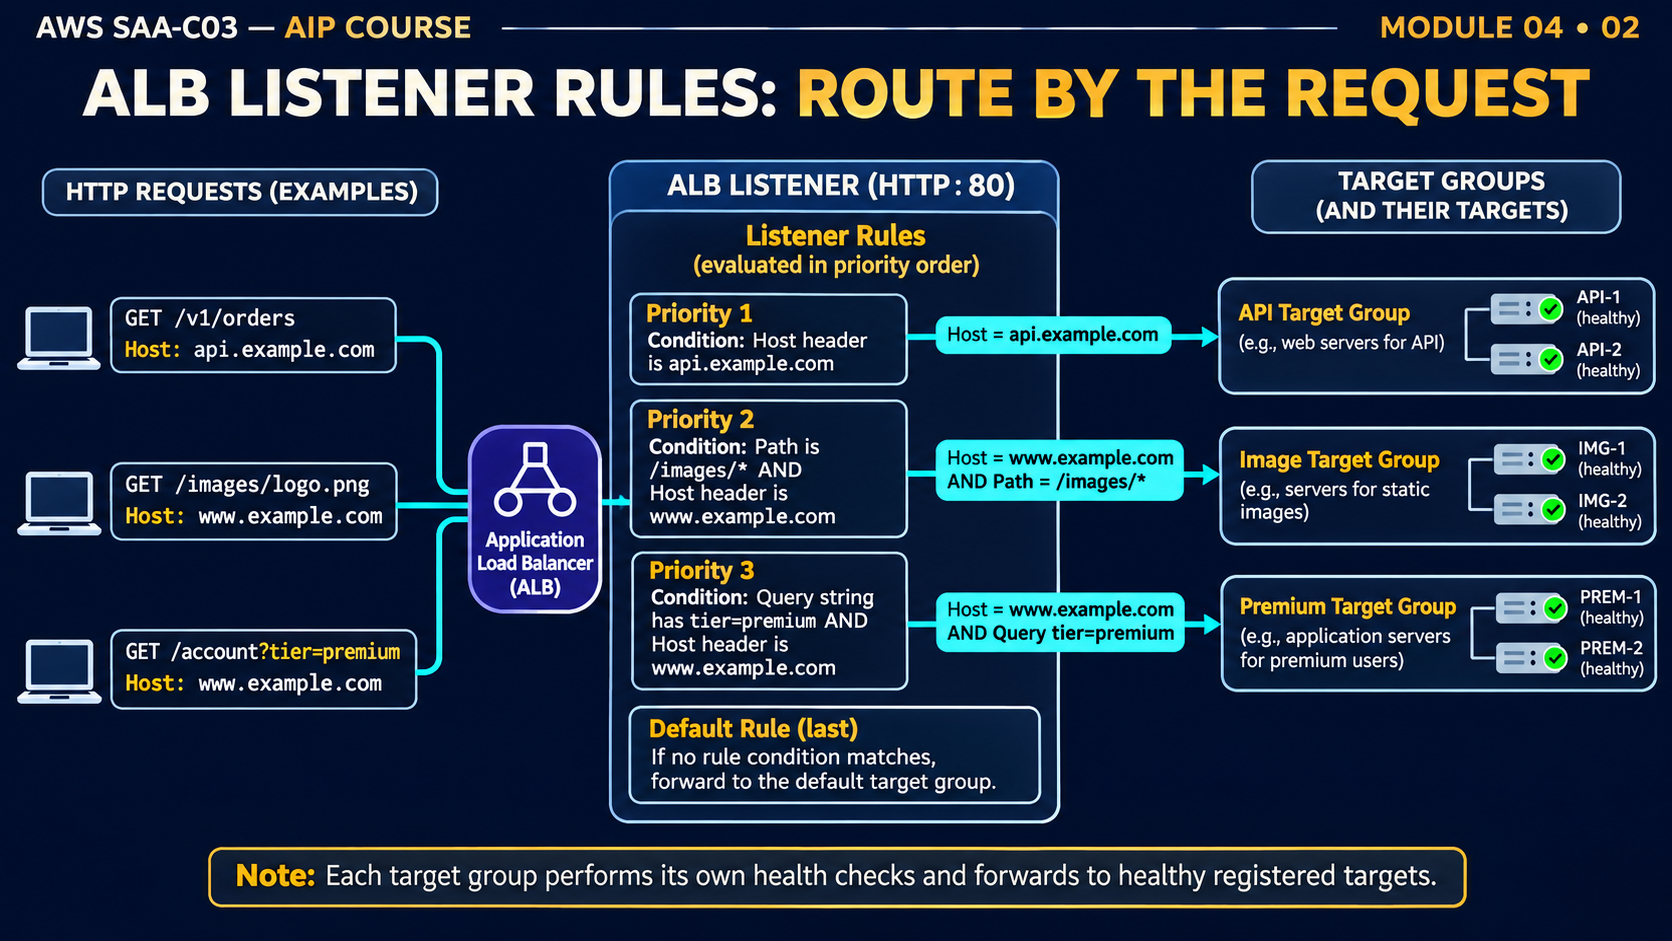 AWS SAA-C03 — AIP COURSE
MODULE 04 • 02
ALB LISTENER RULES: ROUTE BY THE REQUEST
HTTP REQUESTS (EXAMPLES)
GET /v1/orders
Host: api.example.com
GET /images/logo.png
Host: www.example.com
GET /account?tier=premium
Host: www.example.com
Application
Load Balancer
(ALB)
ALB LISTENER (HTTP:80)
Listener Rules
(evaluated in priority order)
Priority 1
Condition: Host header
is api.example.com
Priority 2
Condition: Path is
/images/* AND
Host header is
www.example.com
Priority 3
Condition: Query string
has tier=premium AND
Host header is
www.example.com
Default Rule (last)
If no rule condition matches,
forward to the default target group.
Host = api.example.com
Host = www.example.com
AND Path = /images/*
Host = www.example.com
AND Query tier=premium
TARGET GROUPS
(AND THEIR TARGETS)
API Target Group
(e.g., web servers for API)
API-1
(healthy)
API-2
(healthy)
Image Target Group
(e.g., servers for static
images)
IMG-1
(healthy)
IMG-2
(healthy)
Premium Target Group
(e.g., application servers
for premium users)
PREM-1
(healthy)
PREM-2
(healthy)
Note: Each target group performs its own health checks and forwards to healthy registered targets.